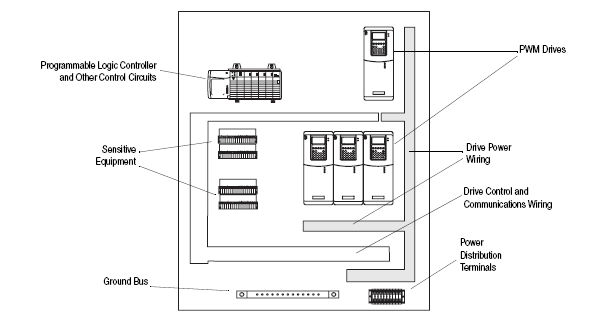 Programmable Logic Controller
and Other Control Circuits
PWM Drives
Sensitive
Equipment
Drive Power
Wiring
Drive Control and
Communications Wiring
Power
Distribution
Terminals
Ground Bus